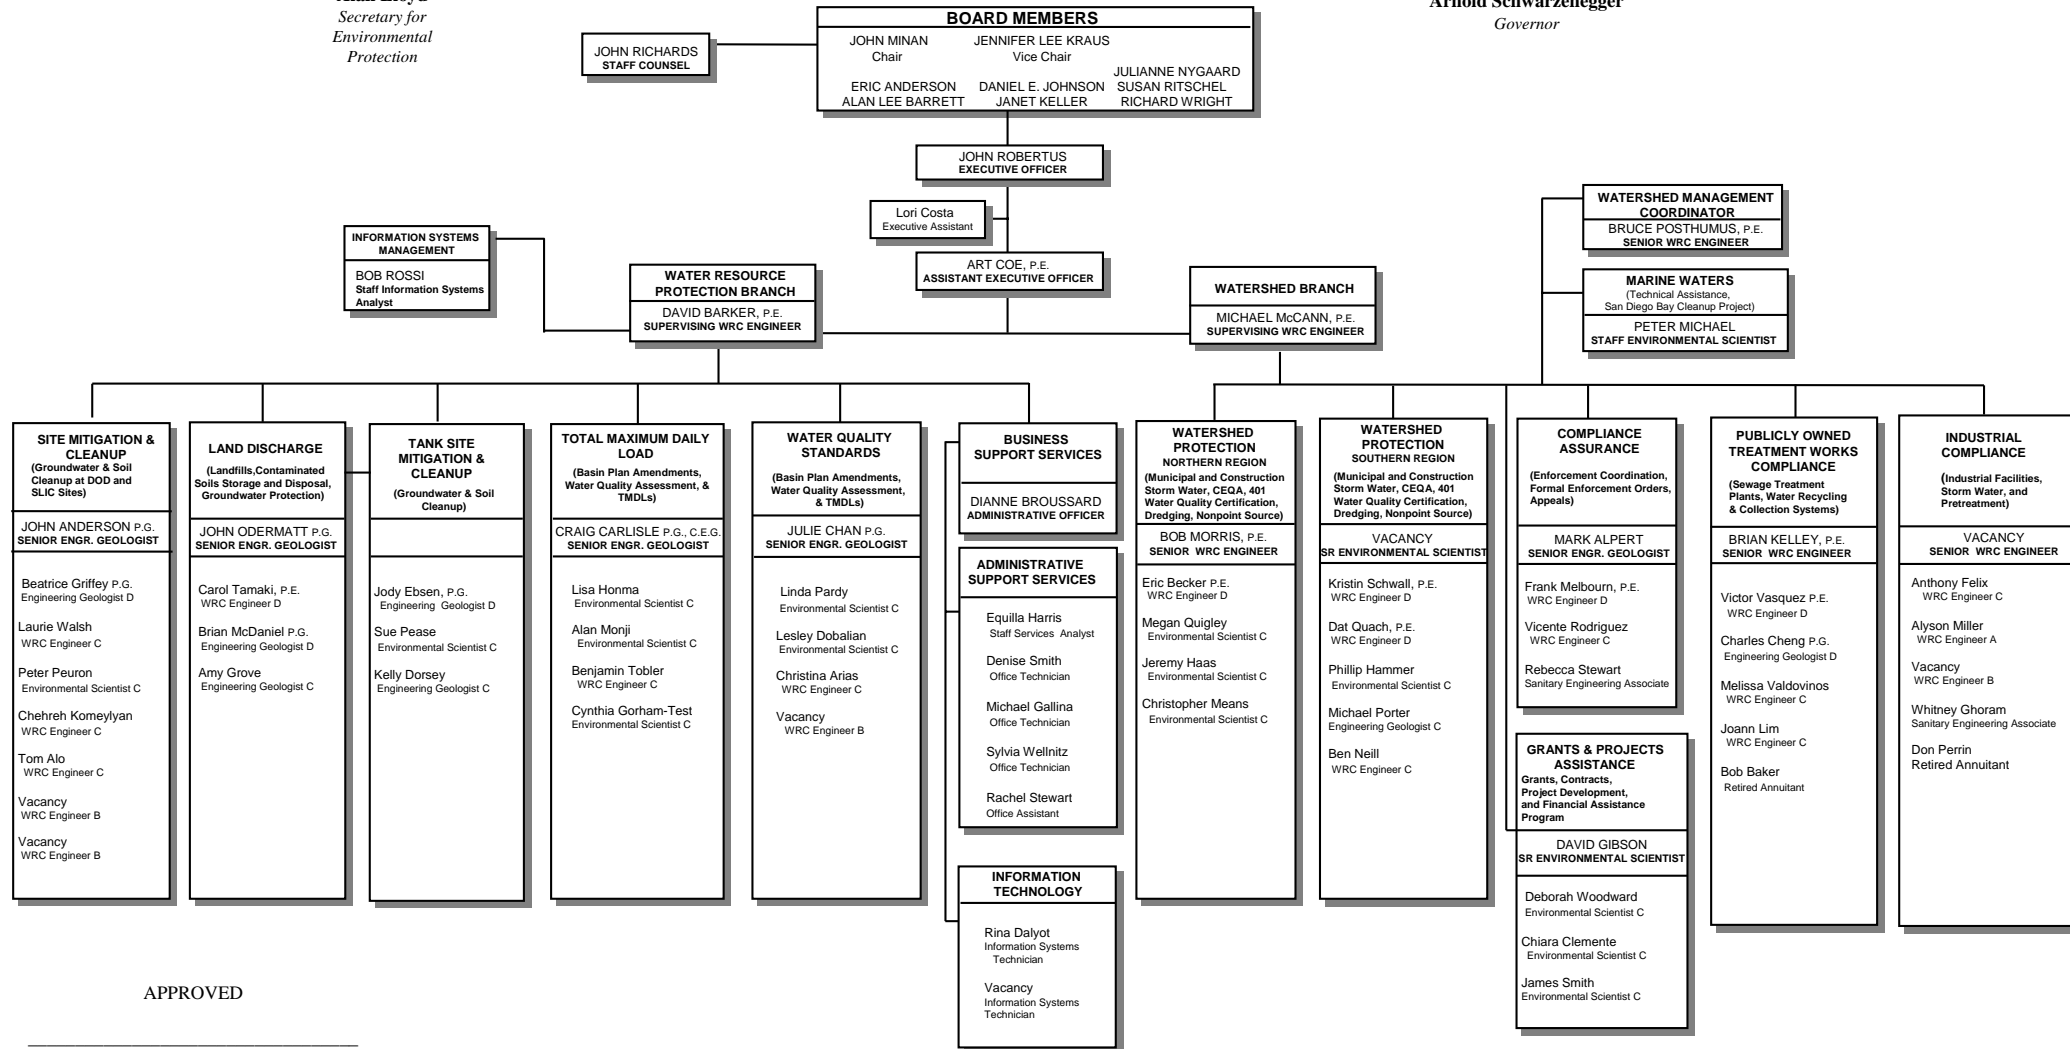 Alan Lloyd
Secretary for
Environmental
Protection
Arnold Schwarzenegger
Governor
JOHN RICHARDS
STAFF COUNSEL
BOARD MEMBERS
JOHN MINAN
Chair
JENNIFER LEE KRAUS
Vice Chair
ERIC ANDERSON
ALAN LEE BARRETT
DANIEL E. JOHNSON
JANET KELLER
JULIANNE NYGAARD
SUSAN RITSCHEL
RICHARD WRIGHT
JOHN ROBERTUS
EXECUTIVE OFFICER
Lori Costa
Executive Assistant
ART COE, P.E.
ASSISTANT EXECUTIVE OFFICER
INFORMATION SYSTEMS
MANAGEMENT
BOB ROSSI
Staff Information Systems
Analyst
WATER RESOURCE
PROTECTION BRANCH
DAVID BARKER, P.E.
SUPERVISING WRC ENGINEER
WATERSHED BRANCH
MICHAEL McCANN, P.E.
SUPERVISING WRC ENGINEER
WATERSHED MANAGEMENT
COORDINATOR
BRUCE POSTHUMUS, P.E.
SENIOR WRC ENGINEER
MARINE WATERS
(Technical Assistance,
San Diego Bay Cleanup Project)
PETER MICHAEL
STAFF ENVIRONMENTAL SCIENTIST
SITE MITIGATION &
CLEANUP
(Groundwater & Soil
Cleanup at DOD and
SLIC Sites)
JOHN ANDERSON P.G.
SENIOR ENGR. GEOLOGIST
Beatrice Griffey P.G.
Engineering Geologist D
Laurie Walsh
WRC Engineer C
Peter Peuron
Environmental Scientist C
Chehreh Komeylyan
WRC Engineer C
Tom Alo
WRC Engineer C
Vacancy
WRC Engineer B
Vacancy
WRC Engineer B
LAND DISCHARGE
(Landfills,Contaminated
Soils Storage and Disposal,
Groundwater Protection)
JOHN ODERMATT P.G.
SENIOR ENGR. GEOLOGIST
Carol Tamaki, P.E.
WRC Engineer D
Brian McDaniel P.G.
Engineering Geologist D
Amy Grove
Engineering Geologist C
TANK SITE
MITIGATION &
CLEANUP
(Groundwater & Soil
Cleanup)
Jody Ebsen, P.G.
Engineering Geologist D
Sue Pease
Environmental Scientist C
Kelly Dorsey
Engineering Geologist C
TOTAL MAXIMUM DAILY
LOAD
(Basin Plan Amendments,
Water Quality Assessment, &
TMDLs)
CRAIG CARLISLE P.G., C.E.G.
SENIOR ENGR. GEOLOGIST
Lisa Honma
Environmental Scientist C
Alan Monji
Environmental Scientist C
Benjamin Tobler
WRC Engineer C
Cynthia Gorham-Test
Environmental Scientist C
WATER QUALITY
STANDARDS
(Basin Plan Amendments,
Water Quality Assessment,
& TMDLs)
JULIE CHAN P.G.
SENIOR ENGR. GEOLOGIST
Linda Pardy
Environmental Scientist C
Lesley Dobalian
Environmental Scientist C
Christina Arias
WRC Engineer C
Vacancy
WRC Engineer B
BUSINESS
SUPPORT SERVICES
DIANNE BROUSSARD
ADMINISTRATIVE OFFICER
ADMINISTRATIVE
SUPPORT SERVICES
Equilla Harris
Staff Services Analyst
Denise Smith
Office Technician
Michael Gallina
Office Technician
Sylvia Wellnitz
Office Technician
Rachel Stewart
Office Assistant
INFORMATION
TECHNOLOGY
Rina Dalyot
Information Systems
Technician
Vacancy
Information Systems
Technician
WATERSHED
PROTECTION
NORTHERN REGION
(Municipal and Construction
Storm Water, CEQA, 401
Water Quality Certification,
Dredging, Nonpoint Source)
BOB MORRIS, P.E.
SENIOR WRC ENGINEER
Eric Becker P.E.
WRC Engineer D
Megan Quigley
Environmental Scientist C
Jeremy Haas
Environmental Scientist C
Christopher Means
Environmental Scientist C
WATERSHED
PROTECTION
SOUTHERN REGION
(Municipal and Construction
Storm Water, CEQA, 401
Water Quality Certification,
Dredging, Nonpoint Source)
VACANCY
SR ENVIRONMENTAL SCIENTIST
Kristin Schwall, P.E.
WRC Engineer D
Dat Quach, P.E.
WRC Engineer D
Phillip Hammer
Environmental Scientist C
Michael Porter
Engineering Geologist C
Ben Neill
WRC Engineer C
COMPLIANCE
ASSURANCE
(Enforcement Coordination,
Formal Enforcement Orders,
Appeals)
MARK ALPERT
SENIOR ENGR. GEOLOGIST
Frank Melbourn, P.E.
WRC Engineer D
Vicente Rodriguez
WRC Engineer C
Rebecca Stewart
Sanitary Engineering Associate
GRANTS & PROJECTS
ASSISTANCE
Grants, Contracts,
Project Development,
and Financial Assistance
Program
DAVID GIBSON
SR ENVIRONMENTAL SCIENTIST
Deborah Woodward
Environmental Scientist C
Chiara Clemente
Environmental Scientist C
James Smith
Environmental Scientist C
PUBLICLY OWNED
TREATMENT WORKS
COMPLIANCE
(Sewage Treatment
Plants, Water Recycling
& Collection Systems)
BRIAN KELLEY, P.E.
SENIOR WRC ENGINEER
Victor Vasquez P.E.
WRC Engineer D
Charles Cheng P.G.
Engineering Geologist D
Melissa Valdovinos
WRC Engineer C
Joann Lim
WRC Engineer C
Bob Baker
Retired Annuitant
INDUSTRIAL
COMPLIANCE
(Industrial Facilities,
Storm Water, and
Pretreatment)
VACANCY
SENIOR WRC ENGINEER
Anthony Felix
WRC Engineer C
Alyson Miller
WRC Engineer A
Vacancy
WRC Engineer B
Whitney Ghoram
Sanitary Engineering Associate
Don Perrin
Retired Annuitant
APPROVED